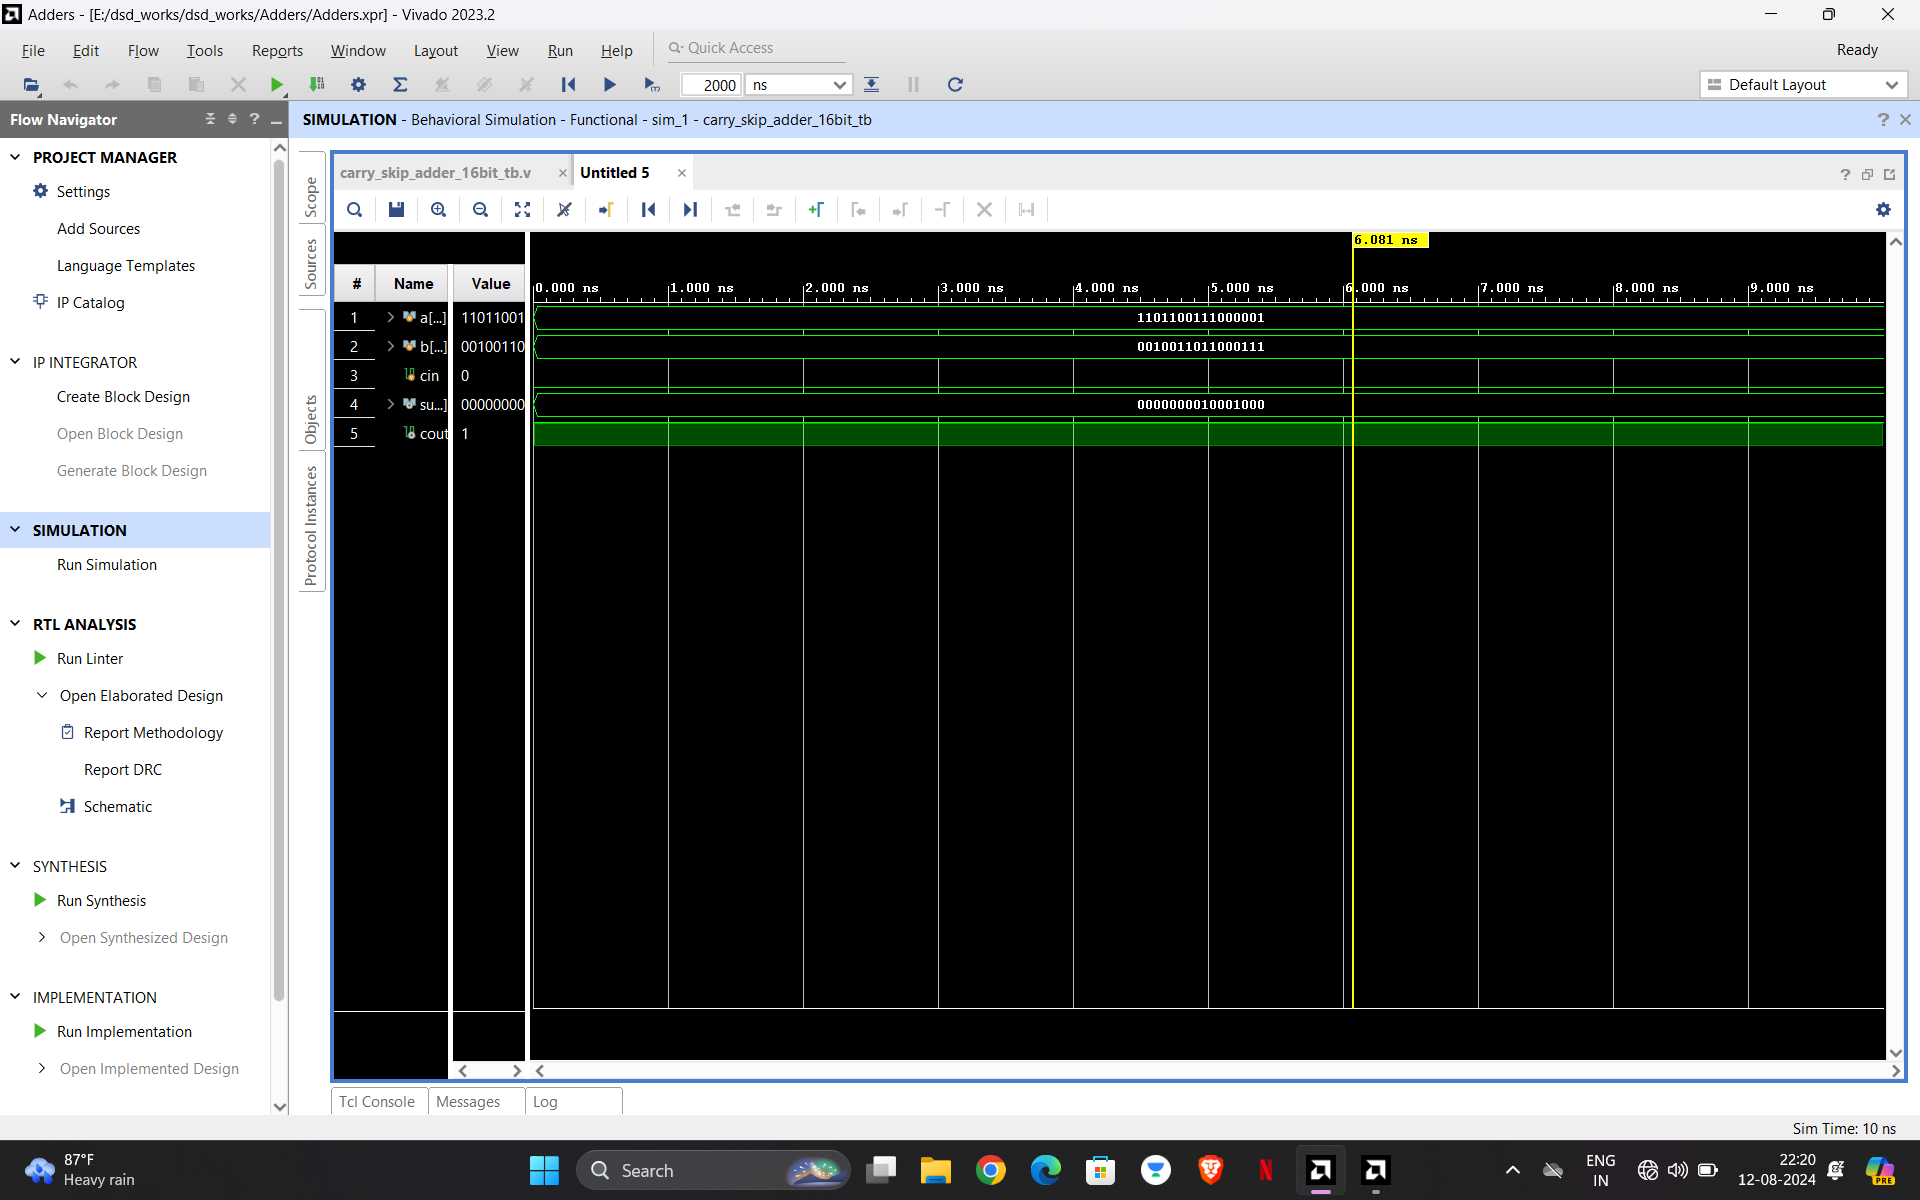 Adders - [E:/dsd_works/dsd_works/Adders/Adders.xpr] - Vivado 2023.2
File Edit Flow Tools Reports Window Layout View Run Help Quick Access Ready
2000 ns Default Layout
Flow Navigator
PROJECT MANAGER
Settings
Add Sources
Language Templates
IP Catalog
IP INTEGRATOR
Create Block Design
Open Block Design
Generate Block Design
SIMULATION
Run Simulation
RTL ANALYSIS
Run Linter
Open Elaborated Design
Report Methodology
Report DRC
Schematic
SYNTHESIS
Run Synthesis
Open Synthesized Design
IMPLEMENTATION
Run Implementation
Open Implemented Design
SIMULATION - Behavioral Simulation - Functional - sim_1 - carry_skip_adder_16bit_tb
Scope
Sources
Objects
Protocol Instances
carry_skip_adder_16bit_tb.v Untitled 5
6.081 ns
# Name Value 0.000 ns 1.000 ns 2.000 ns 3.000 ns 4.000 ns 5.000 ns 6.000 ns 7.000 ns 8.000 ns 9.000 ns
1 a[...] 11011001 1101100111000001
2 b[...] 00100110 0010011011000111
3 cin 0
4 su...] 00000000 0000000010001000
5 cout 1
Tcl Console Messages Log
Sim Time: 10 ns
87°F
Heavy rain
Search
ENG
IN
22:20
12-08-2024
PRE